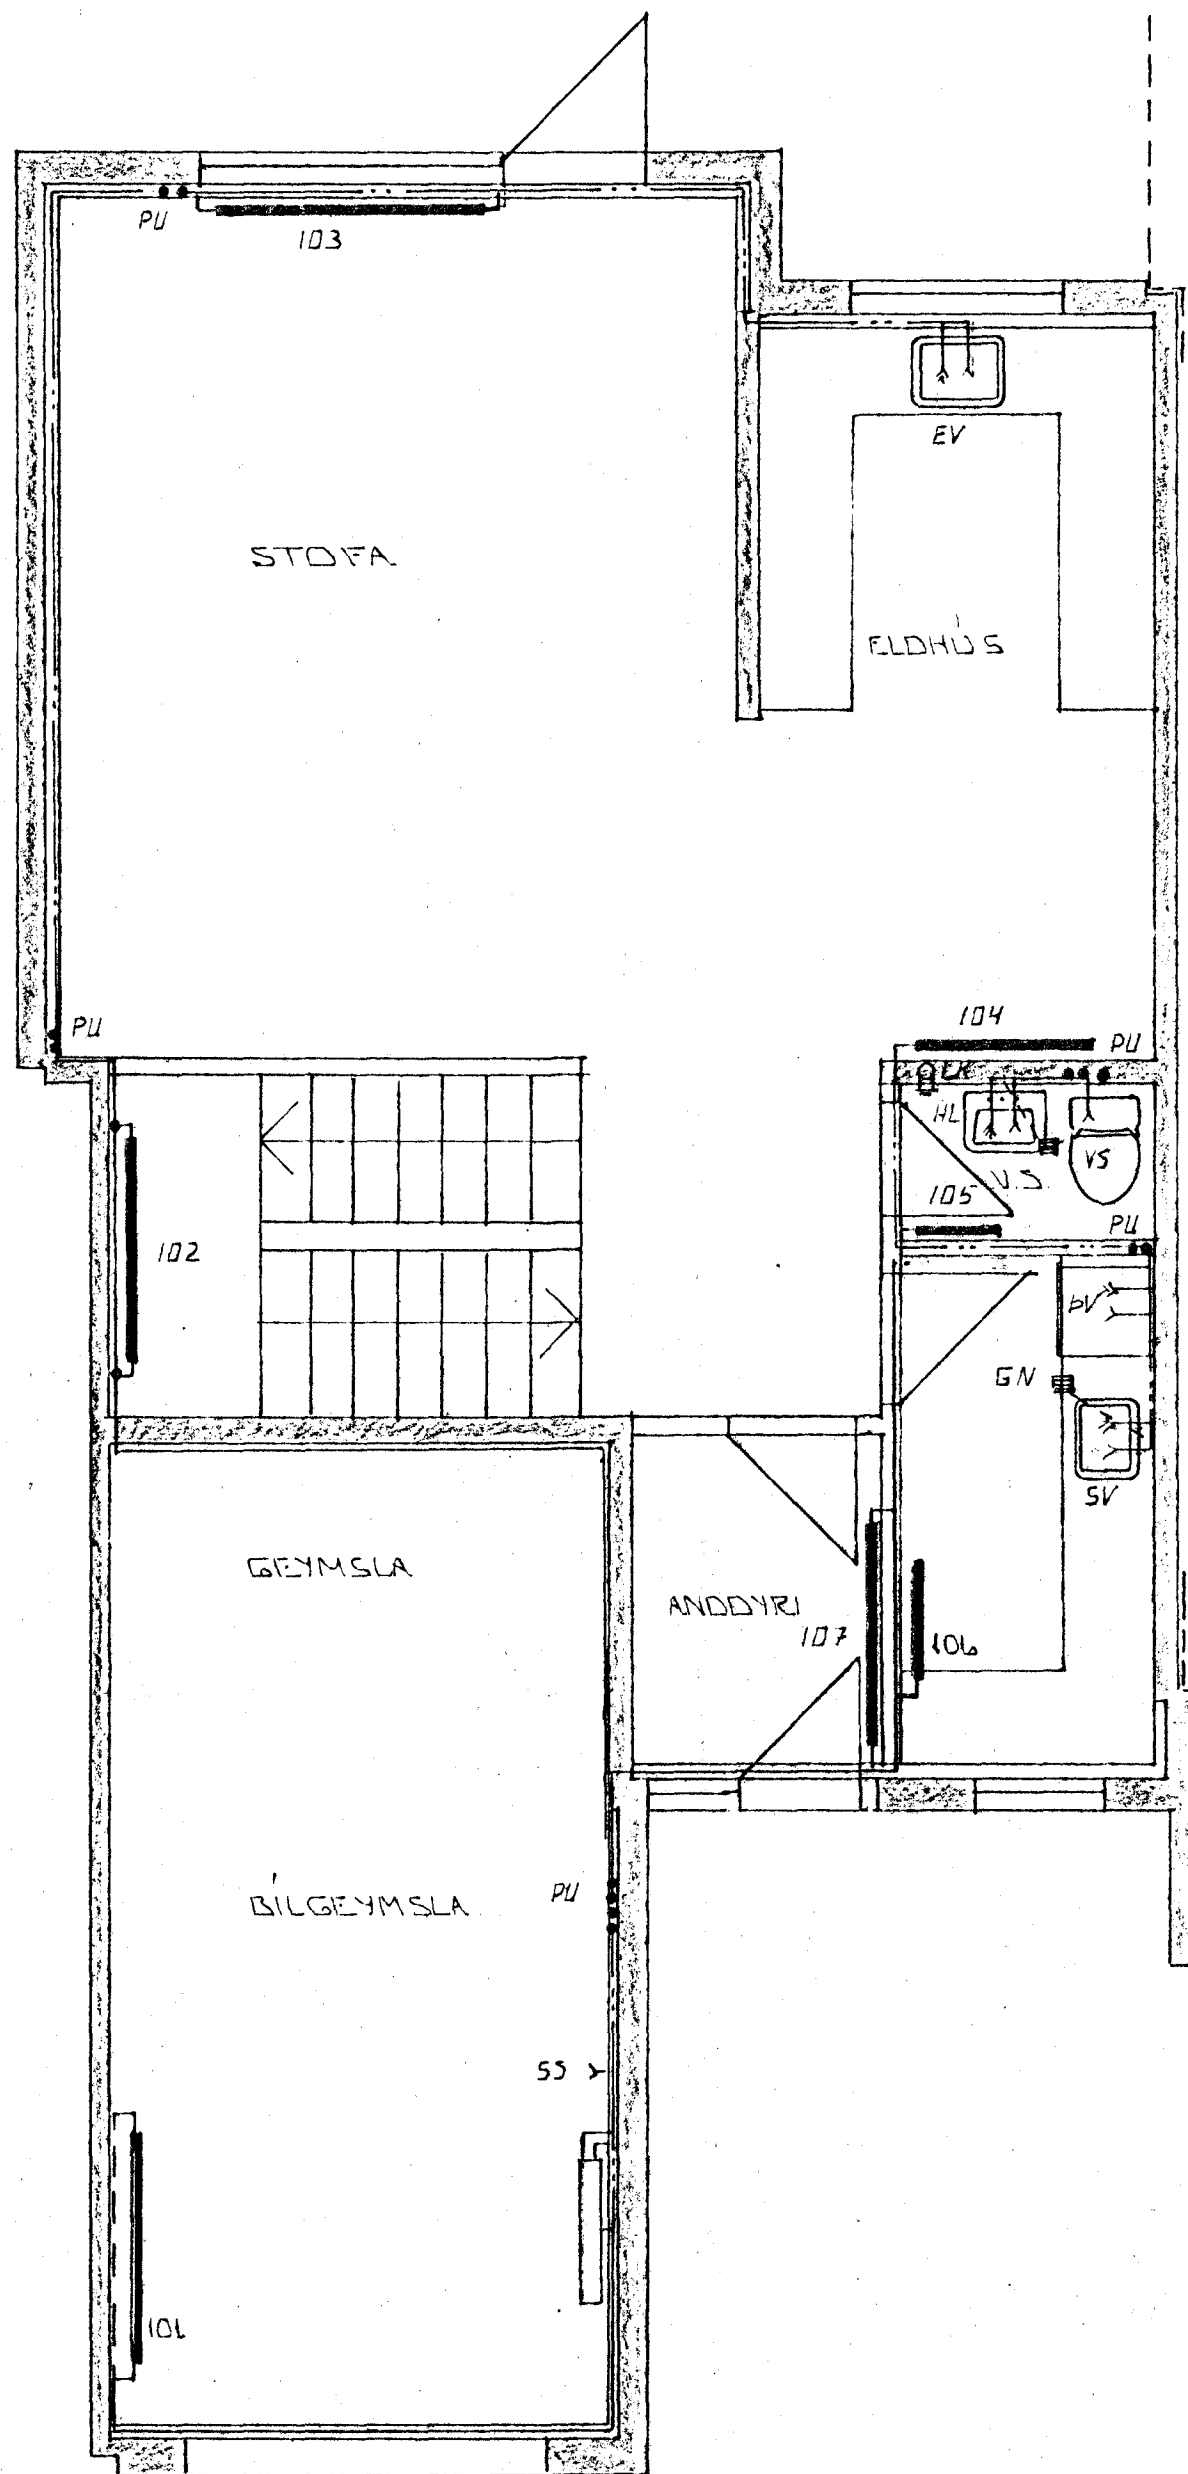 PU
103
EV
STOFA
ELDHÚS
104
PU
PU
HL
VS
V.S.
105
PU
102
ÞV
GN
SV
GEYMSLA
ANDDYRI
107
106
BÍLGEYMSLA
PU
SS
101